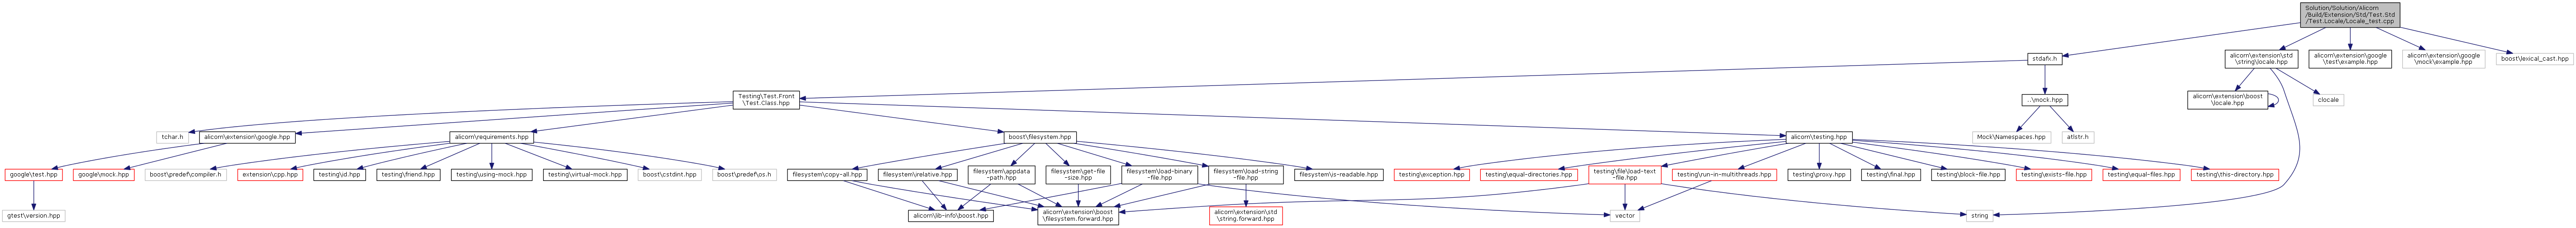 Solution/Solution/Alicorn
/Build/Extension/Std/Test.Std
/Test.Locale/Locale_test.cpp
stdafx.h
alicorn\extension\std
\string\locale.hpp
alicorn\extension\google
\test\example.hpp
alicorn\extension\google
\mock\example.hpp
boost\lexical_cast.hpp
Testing\Test.Front
\Test.Class.hpp
...\mock.hpp
alicorn\extension\boost
\locale.hpp
clocale
tchar.h
alicorn\extension\google.hpp
alicorn\requirements.hpp
boost\filesystem.hpp
alicorn\testing.hpp
Mock\Namespaces.hpp
atlstr.h
google\test.hpp
google\mock.hpp
boost\predef\compiler.h
extension\cpp.hpp
testing\id.hpp
testing\friend.hpp
testing\using-mock.hpp
testing\virtual-mock.hpp
boost\cstdint.hpp
boost\predef\os.h
filesystem\copy-all.hpp
filesystem\relative.hpp
filesystem\appdata
-path.hpp
filesystem\get-file
-size.hpp
filesystem\load-binary
-file.hpp
filesystem\load-string
-file.hpp
filesystem\is-readable.hpp
testing\exception.hpp
testing\equal-directories.hpp
testing\file\load-text
-file.hpp
testing\run-in-multithreads.hpp
testing\proxy.hpp
testing\final.hpp
testing\block-file.hpp
testing\exists-file.hpp
testing\equal-files.hpp
testing\this-directory.hpp
gtest\version.hpp
alicorn\lib-info\boost.hpp
alicorn\extension\boost
\filesystem.forward.hpp
alicorn\extension\std
\string.forward.hpp
vector
string